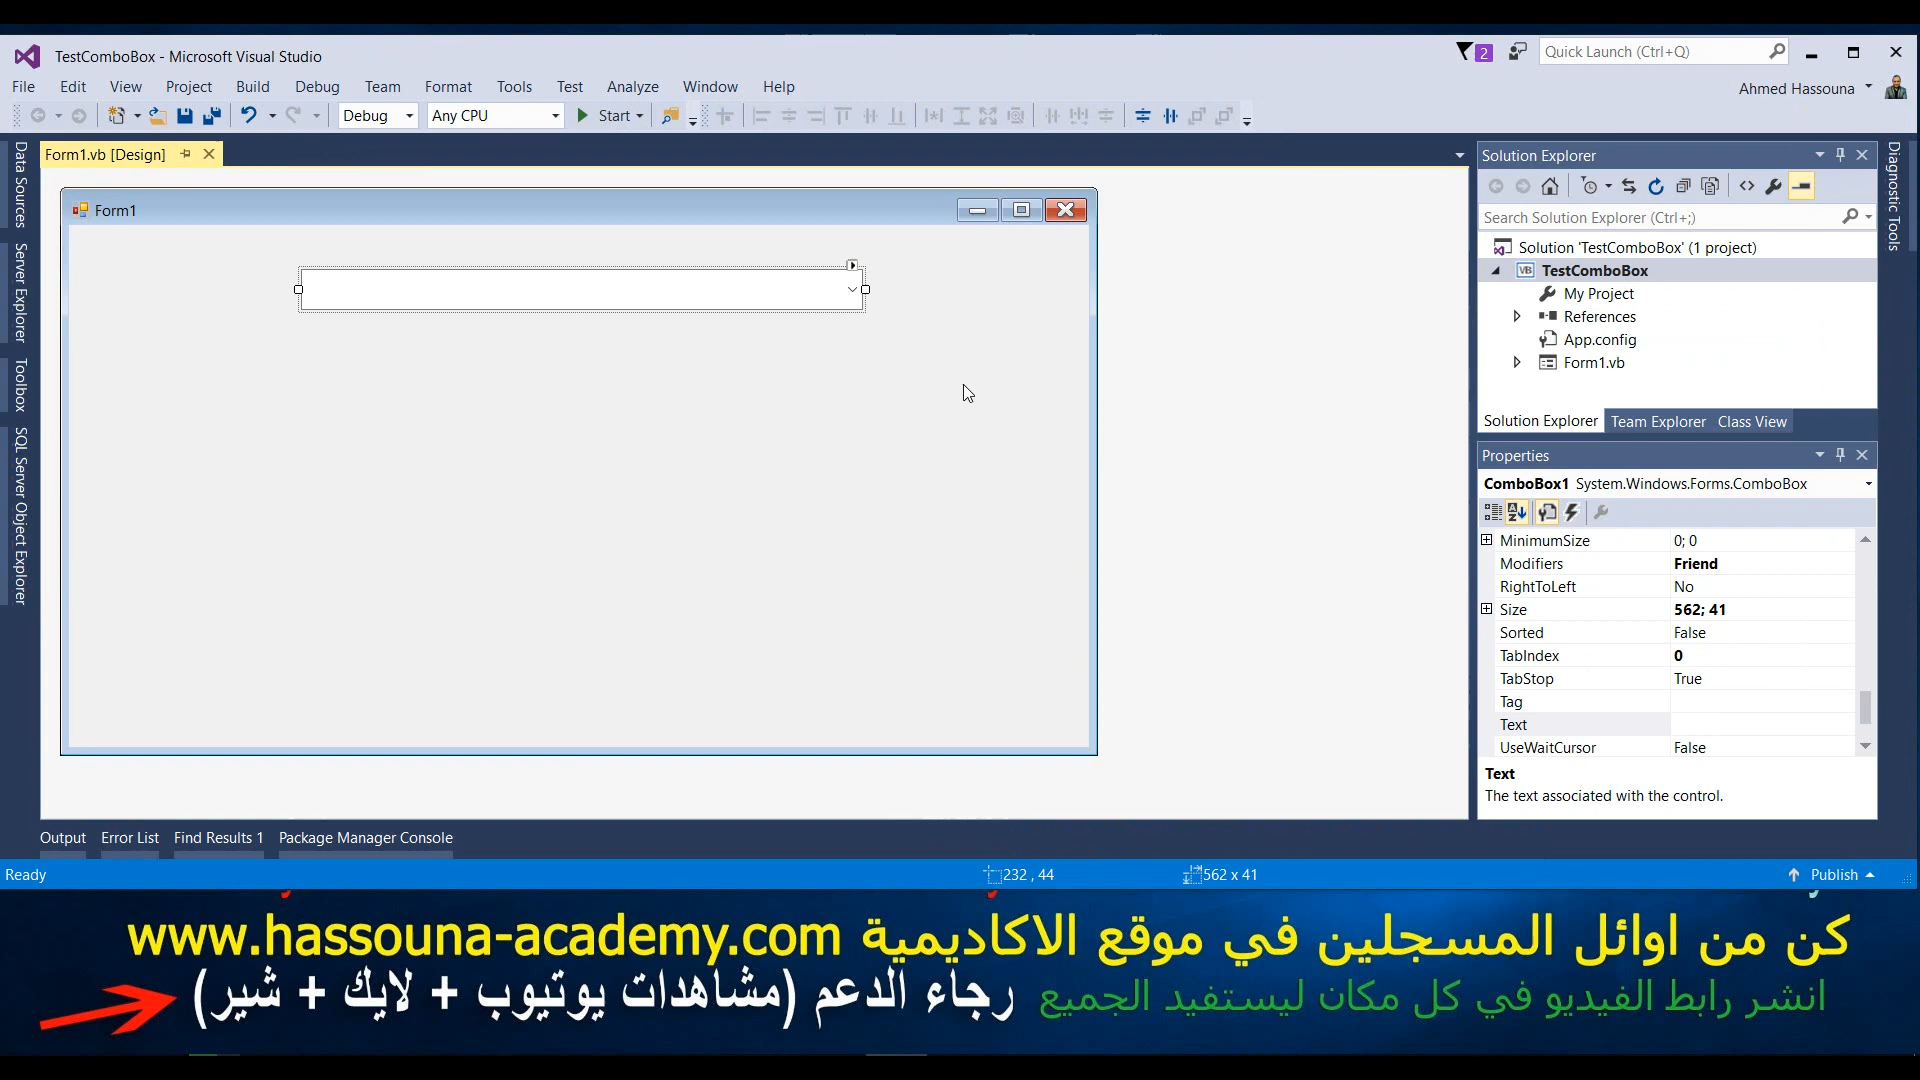 TestComboBox - Microsoft Visual Studio
2
Quick Launch (Ctrl+Q)
File Edit View Project Build Debug Team Format Tools Test Analyze Window Help
Ahmed Hassouna
Debug Any CPU Start
Data Sources
Server Explorer
Toolbox
SQL Server Object Explorer
Form1.vb [Design]
Form1
Solution Explorer
Search Solution Explorer (Ctrl+;)
Solution 'TestComboBox' (1 project)
VB TestComboBox
My Project
References
App.config
Form1.vb
Solution Explorer Team Explorer Class View
Diagnostic Tools
Properties
ComboBox1 System.Windows.Forms.ComboBox
MinimumSize 0; 0
Modifiers Friend
RightToLeft No
Size 562; 41
Sorted False
TabIndex 0
TabStop True
Tag
Text
UseWaitCursor False
Text
The text associated with the control.
Output Error List Find Results 1 Package Manager Console
Ready 232 , 44 562 x 41 Publish
كن من اوائل المسجلين في موقع الاكاديمية www.hassouna-academy.com
انشر رابط الفيديو في كل مكان ليستفيد الجميع رجاء الدعم (مشاهدات يوتيوب + لايك + شير)